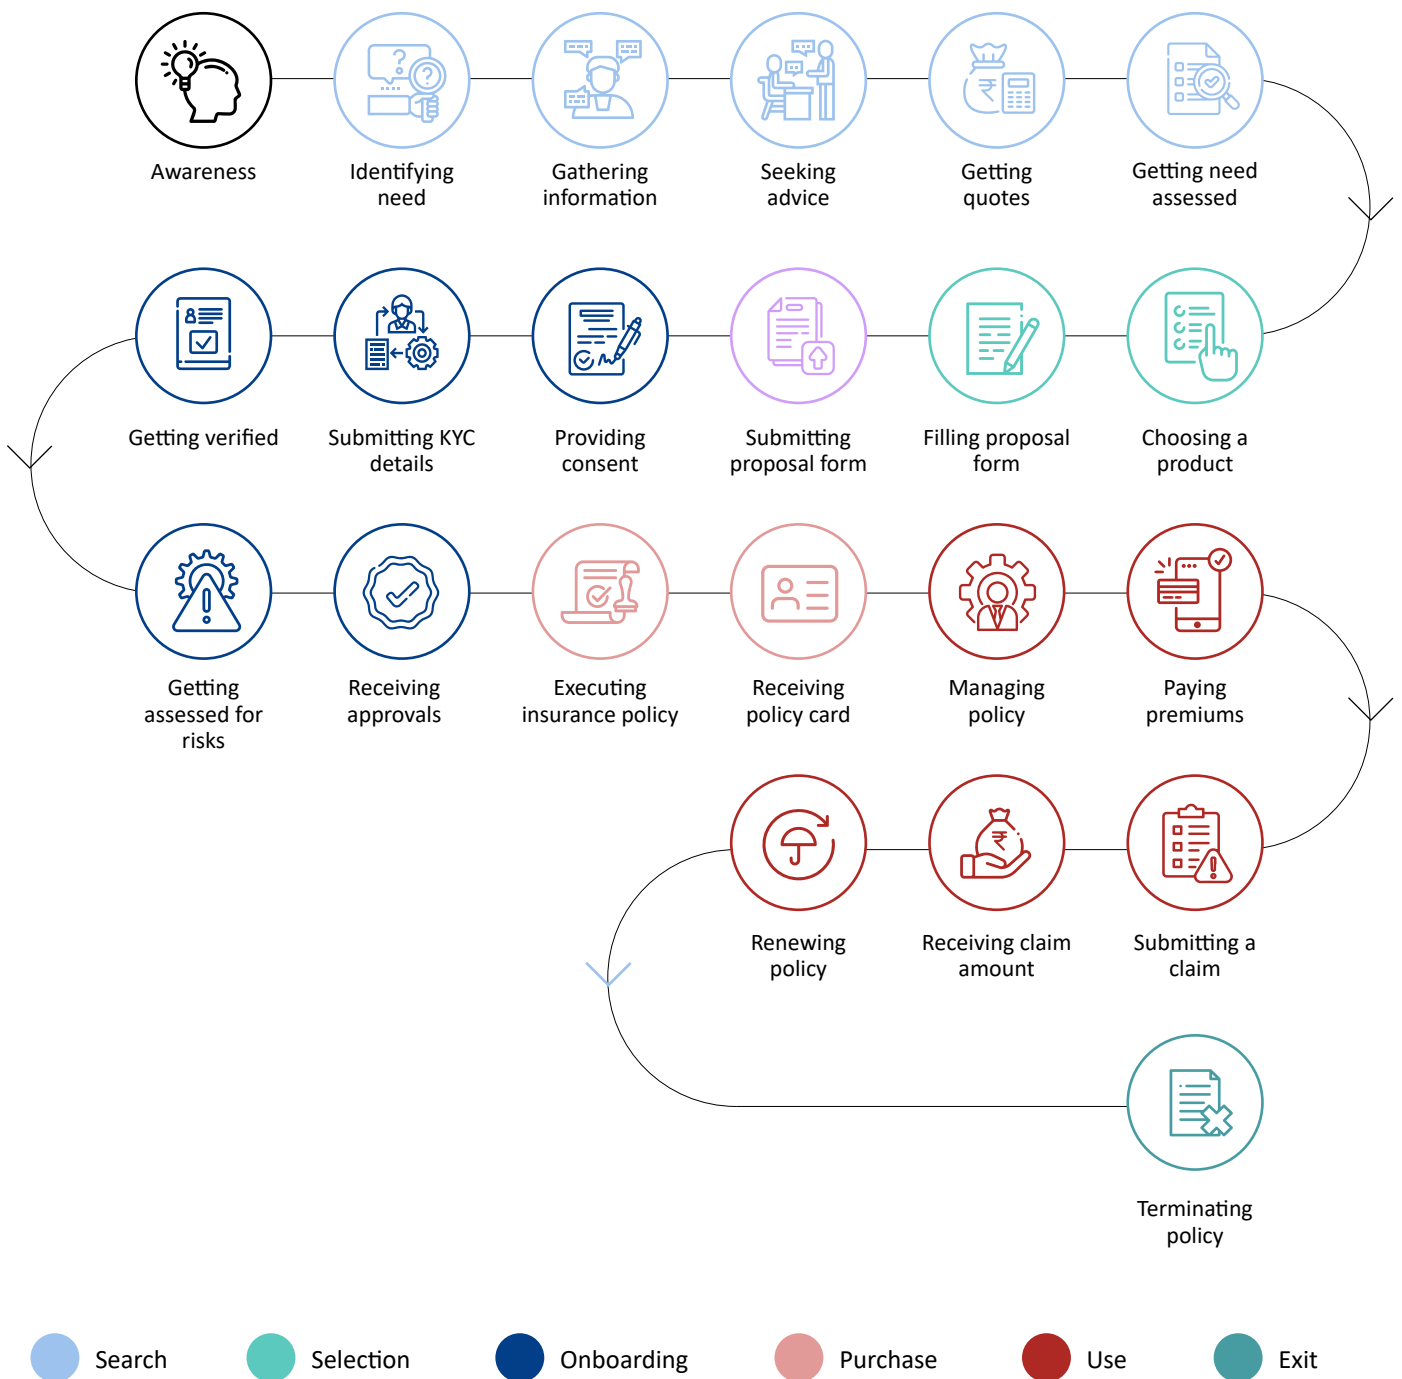 Awareness
Identifying
need
Gathering
information
Seeking
advice
Getting
quotes
Getting need
assessed
Getting verified
Submitting KYC
details
Providing
consent
Submitting
proposal form
Filling proposal
form
Choosing a
product
Getting
assessed for
risks
Receiving
approvals
Executing
insurance policy
Receiving
policy card
Managing
policy
Paying
premiums
Renewing
policy
Receiving claim
amount
Submitting a
claim
Terminating
policy
Search
Selection
Onboarding
Purchase
Use
Exit